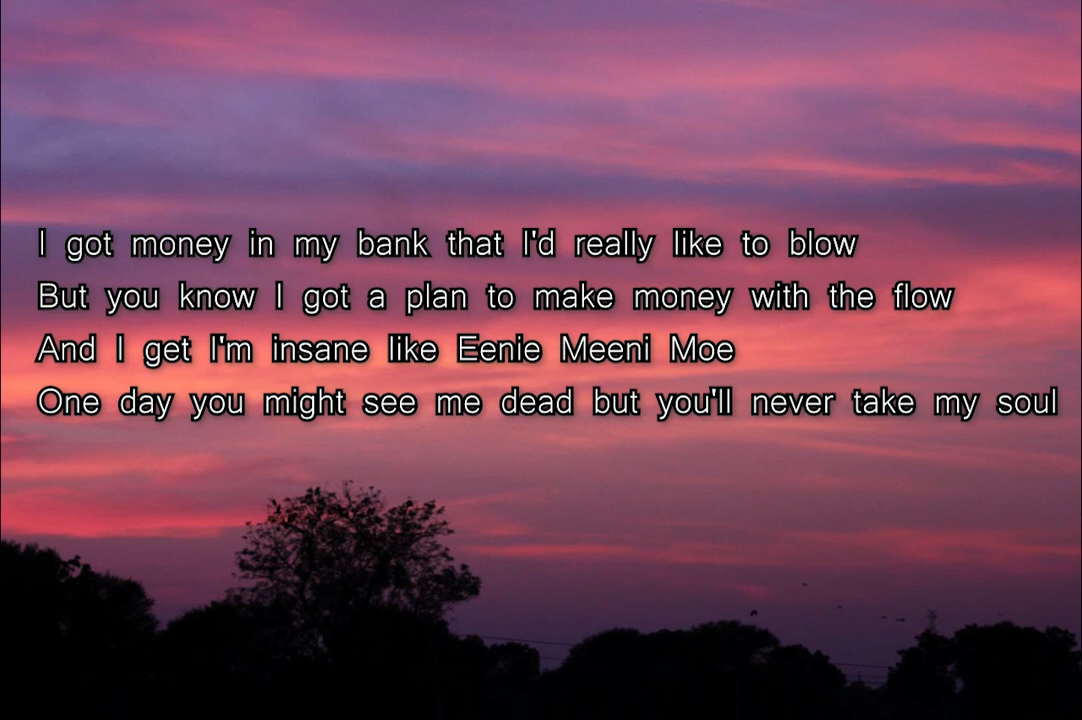 I got money in my bank that I'd really like to blow
But you know I got a plan to make money with the flow
And I get I'm insane like Eenie Meeni Moe
One day you might see me dead but you'll never take my soul